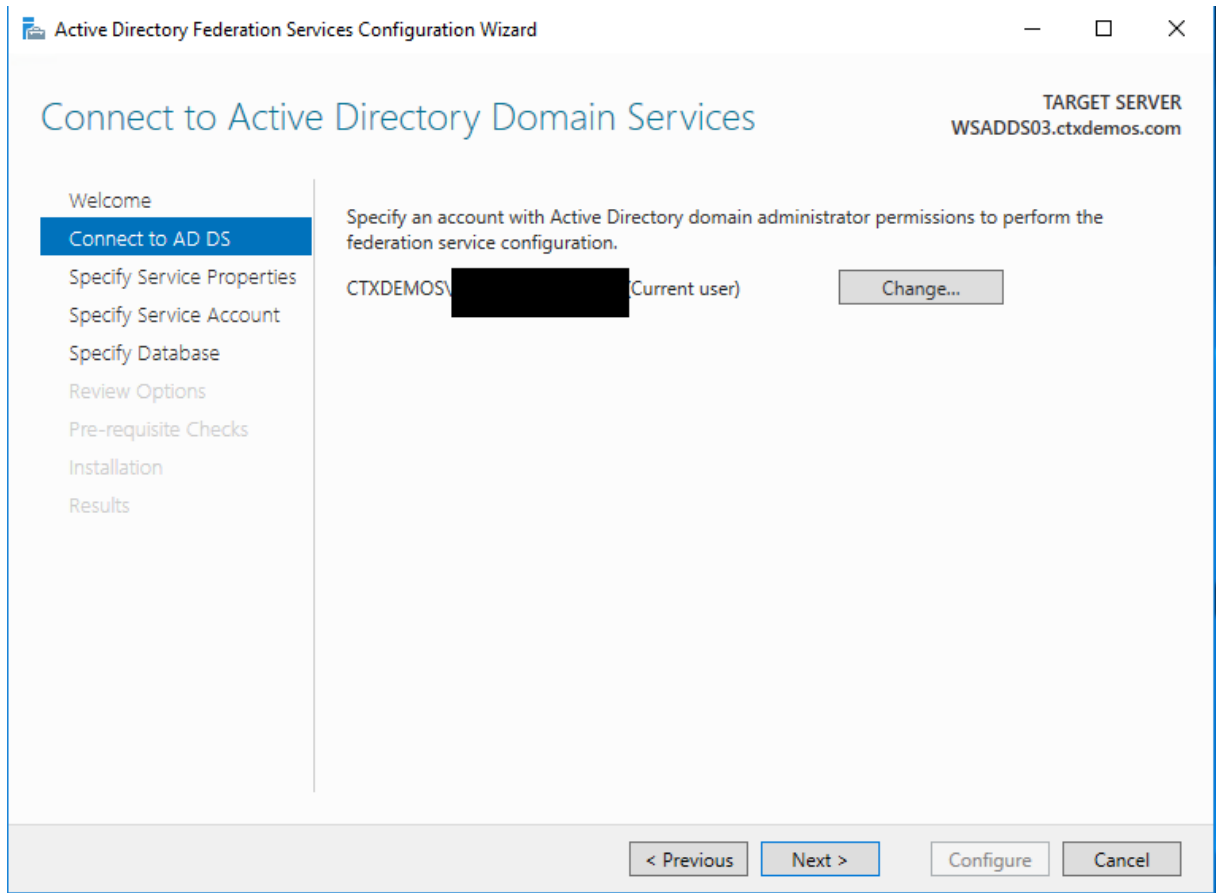 Active Directory Federation Services Configuration Wizard
Connect to Active Directory Domain Services
TARGET SERVER
WSADDS03.ctxdemos.com
Welcome
Connect to AD DS
Specify Service Properties
Specify Service Account
Specify Database
Review Options
Pre-requisite Checks
Installation
Results
Specify an account with Active Directory domain administrator permissions to perform the
federation service configuration.
CTXDEMOS\ (Current user)
Change...
< Previous
Next >
Configure
Cancel